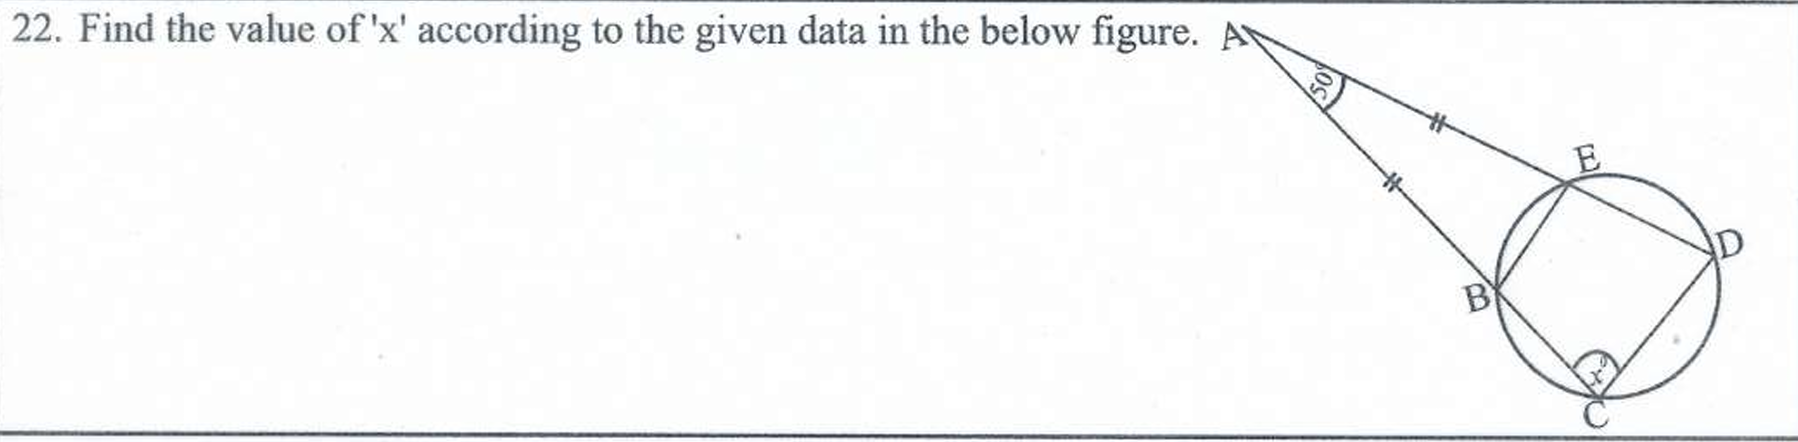 22. Find the value of 'x' according to the given data in the below figure.
A
50°
E
D
B
x°
C